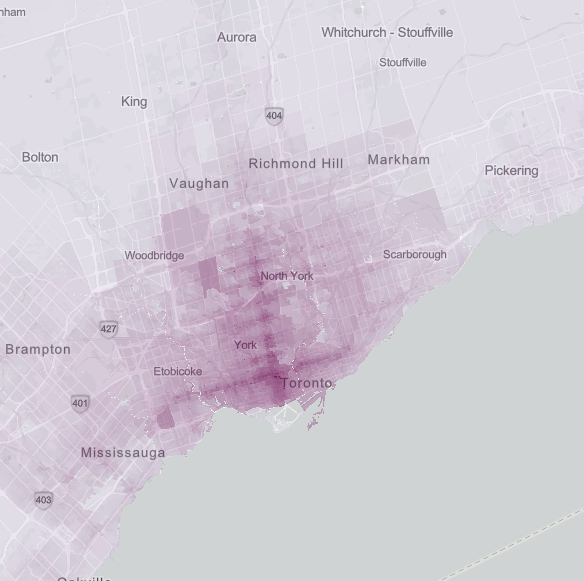 nham
Aurora
Whitchurch - Stouffville
Stouffville
King
404
Bolton
Richmond Hill
Markham
Vaughan
Pickering
Woodbridge
Scarborough
North York
427
York
Brampton
Etobicoke
Toronto
401
Mississauga
403
Oakville